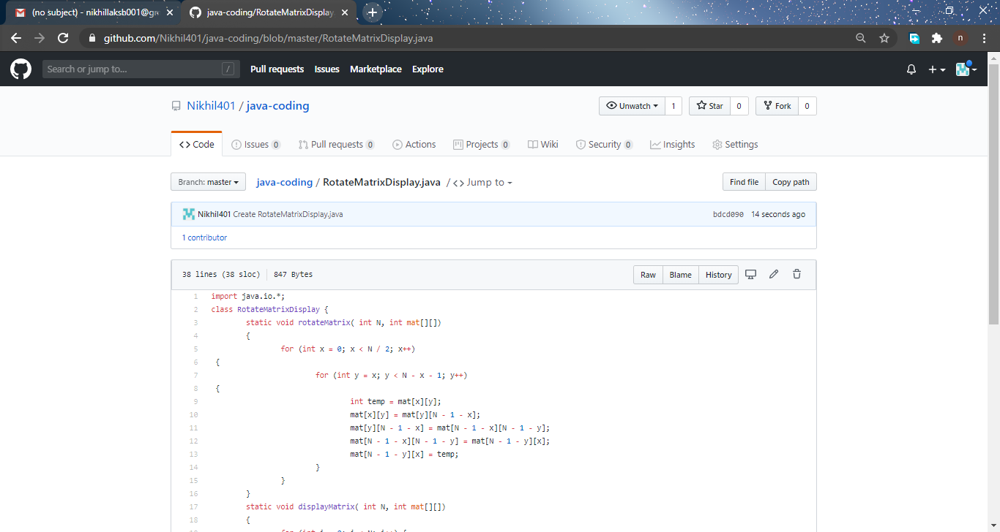 (no subject) - nikhillaksb001@gm
java-coding/RotateMatrixDisplay.
github.com/Nikhil401/java-coding/blob/master/RotateMatrixDisplay.java
n
Search or jump to... /
Pull requests Issues Marketplace Explore
Nikhil401 / java-coding
Unwatch 1 Star 0 Fork 0
<> Code Issues 0 Pull requests 0 Actions Projects 0 Wiki Security 0 Insights Settings
Branch: master java-coding / RotateMatrixDisplay.java / <> Jump to Find file Copy path
Nikhil401 Create RotateMatrixDisplay.java bdcd090 14 seconds ago
1 contributor
38 lines (38 sloc) 847 Bytes Raw Blame History
1 import java.io.*;
2 class RotateMatrixDisplay {
3 static void rotateMatrix( int N, int mat[][])
4 {
5 for (int x = 0; x < N / 2; x++)
6 {
7 for (int y = x; y < N - x - 1; y++)
8 {
9 int temp = mat[x][y];
10 mat[x][y] = mat[y][N - 1 - x];
11 mat[y][N - 1 - x] = mat[N - 1 - x][N - 1 - y];
12 mat[N - 1 - x][N - 1 - y] = mat[N - 1 - y][x];
13 mat[N - 1 - y][x] = temp;
14 }
15 }
16 }
17 static void displayMatrix( int N, int mat[][])
18 {